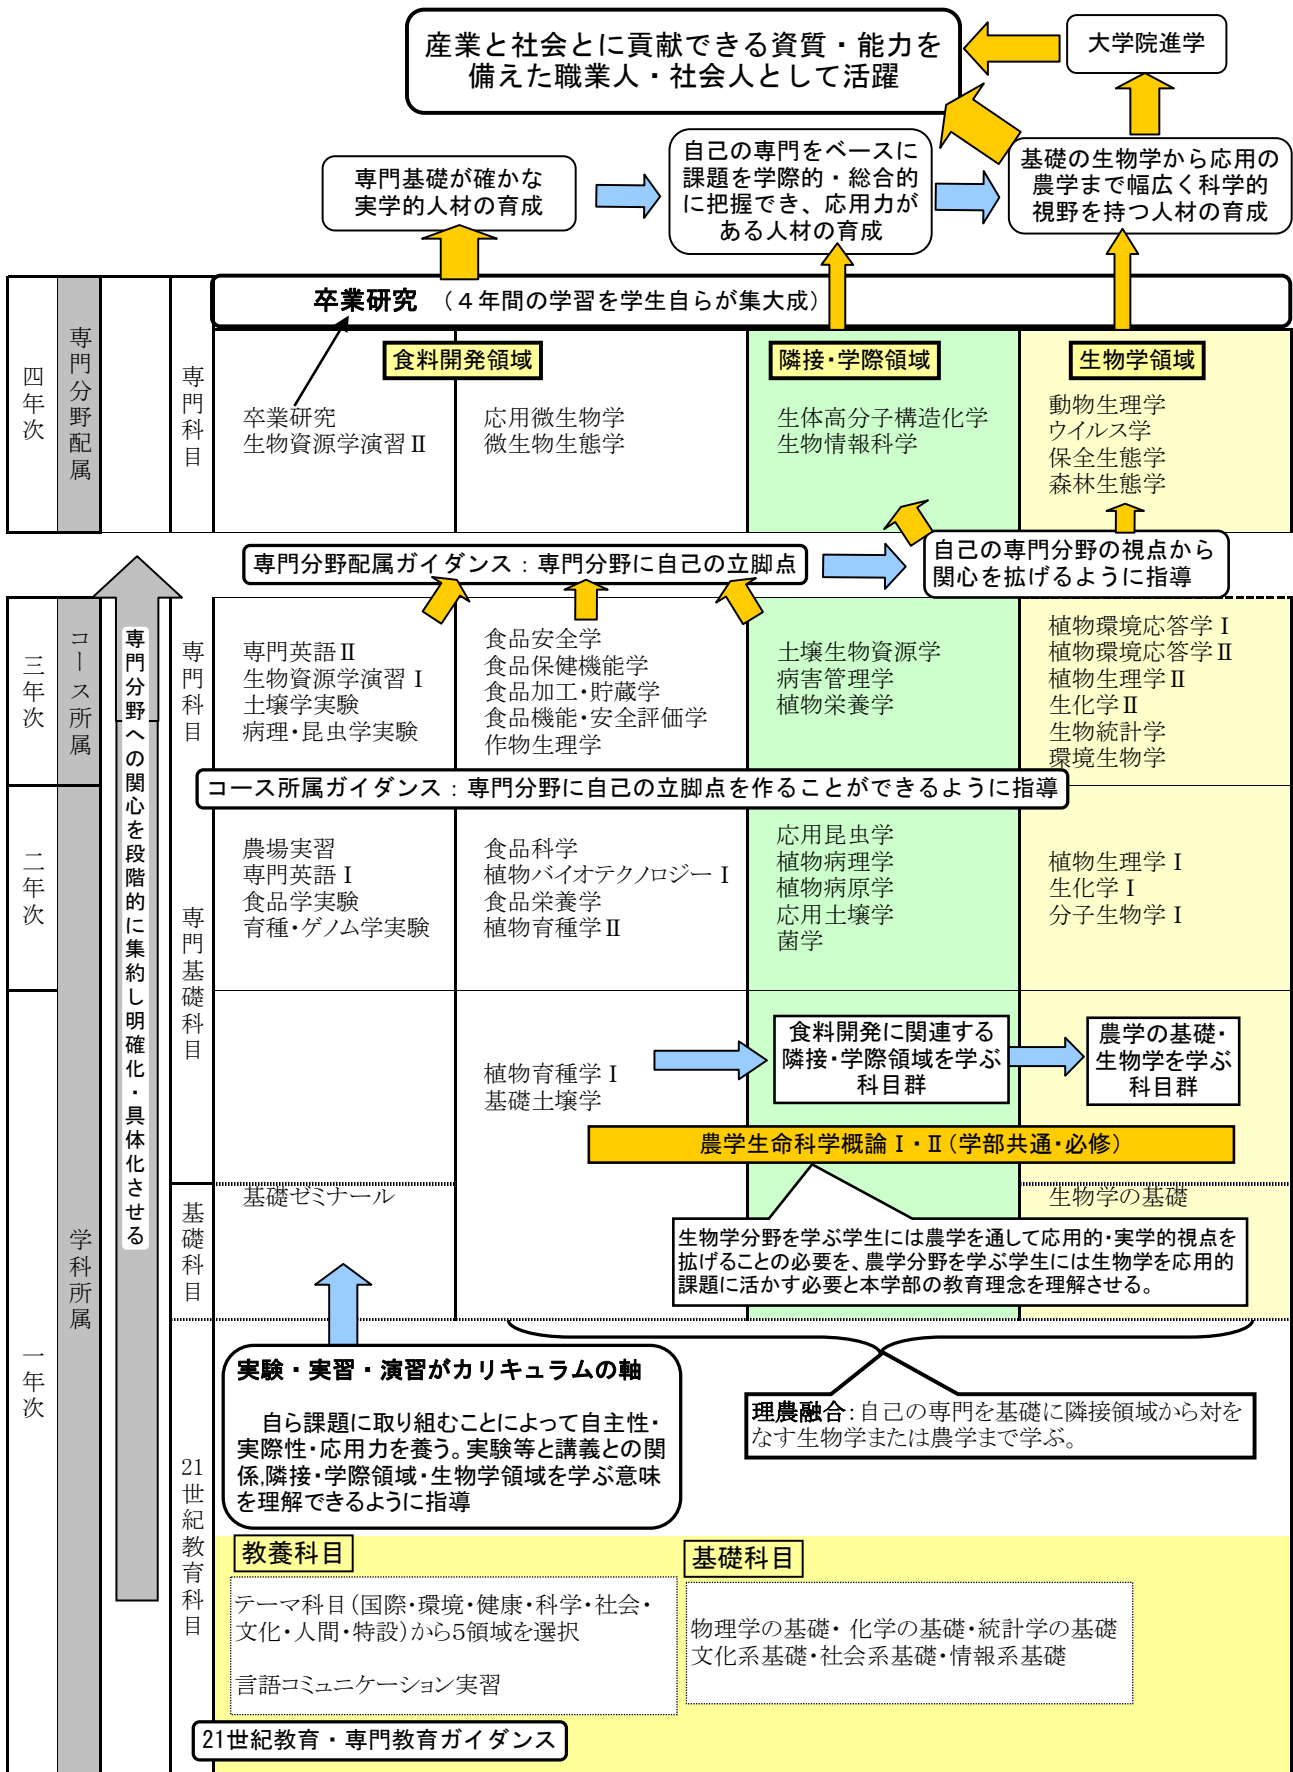 産業と社会とに貢献できる資質・能力を
備えた職業人・社会人として活躍
大学院進学
専門基礎が確かな
実学的人材の育成
自己の専門をベースに
課題を学際的・総合的
に把握でき、応用力が
ある人材の育成
基礎の生物学から応用の
農学まで幅広く科学的
視野を持つ人材の育成
卒業研究 （４年間の学習を学生自らが集大成）
四年次
専門分野配属
専門科目
食料開発領域
隣接・学際領域
生物学領域
卒業研究
生物資源学演習Ⅱ
応用微生物学
微生物生態学
生体高分子構造化学
生物情報科学
動物生理学
ウイルス学
保全生態学
森林生態学
専門分野配属ガイダンス：専門分野に自己の立脚点
自己の専門分野の視点から
関心を拡げるように指導
専門分野への関心を段階的に集約し明確化・具体化させる
三年次
コース所属
専門科目
専門英語Ⅱ
生物資源学演習Ⅰ
土壌学実験
病理・昆虫学実験
食品安全学
食品保健機能学
食品加工・貯蔵学
食品機能・安全評価学
作物生理学
土壌生物資源学
病害管理学
植物栄養学
植物環境応答学Ⅰ
植物環境応答学Ⅱ
植物生理学Ⅱ
生化学Ⅱ
生物統計学
環境生物学
コース所属ガイダンス：専門分野に自己の立脚点を作ることができるように指導
二年次
学科所属
専門基礎科目
農場実習
専門英語Ⅰ
食品学実験
育種・ゲノム学実験
食品科学
植物バイオテクノロジーⅠ
食品栄養学
植物育種学Ⅱ
応用昆虫学
植物病理学
植物病原学
応用土壌学
菌学
植物生理学Ⅰ
生化学Ⅰ
分子生物学Ⅰ
一年次
植物育種学Ⅰ
基礎土壌学
食料開発に関連する
隣接・学際領域を学ぶ
科目群
農学の基礎・
生物学を学ぶ
科目群
農学生命科学概論Ⅰ・Ⅱ（学部共通・必修）
基礎科目
基礎ゼミナール
生物学の基礎
生物学分野を学ぶ学生には農学を通して応用的・実学的視点を
拡げることの必要を、農学分野を学ぶ学生には生物学を応用的
課題に活かす必要と本学部の教育理念を理解させる。
21世紀教育科目
実験・実習・演習がカリキュラムの軸
自ら課題に取り組むことによって自主性・
実際性・応用力を養う。実験等と講義との関
係,隣接・学際領域・生物学領域を学ぶ意味
を理解できるように指導
理農融合：自己の専門を基礎に隣接領域から対を
なす生物学または農学まで学ぶ。
教養科目
テーマ科目（国際・環境・健康・科学・社会・
文化・人間・特設）から５領域を選択
言語コミュニケーション実習
基礎科目
物理学の基礎・ 化学の基礎・統計学の基礎
文化系基礎・社会系基礎・情報系基礎
21世紀教育・専門教育ガイダンス